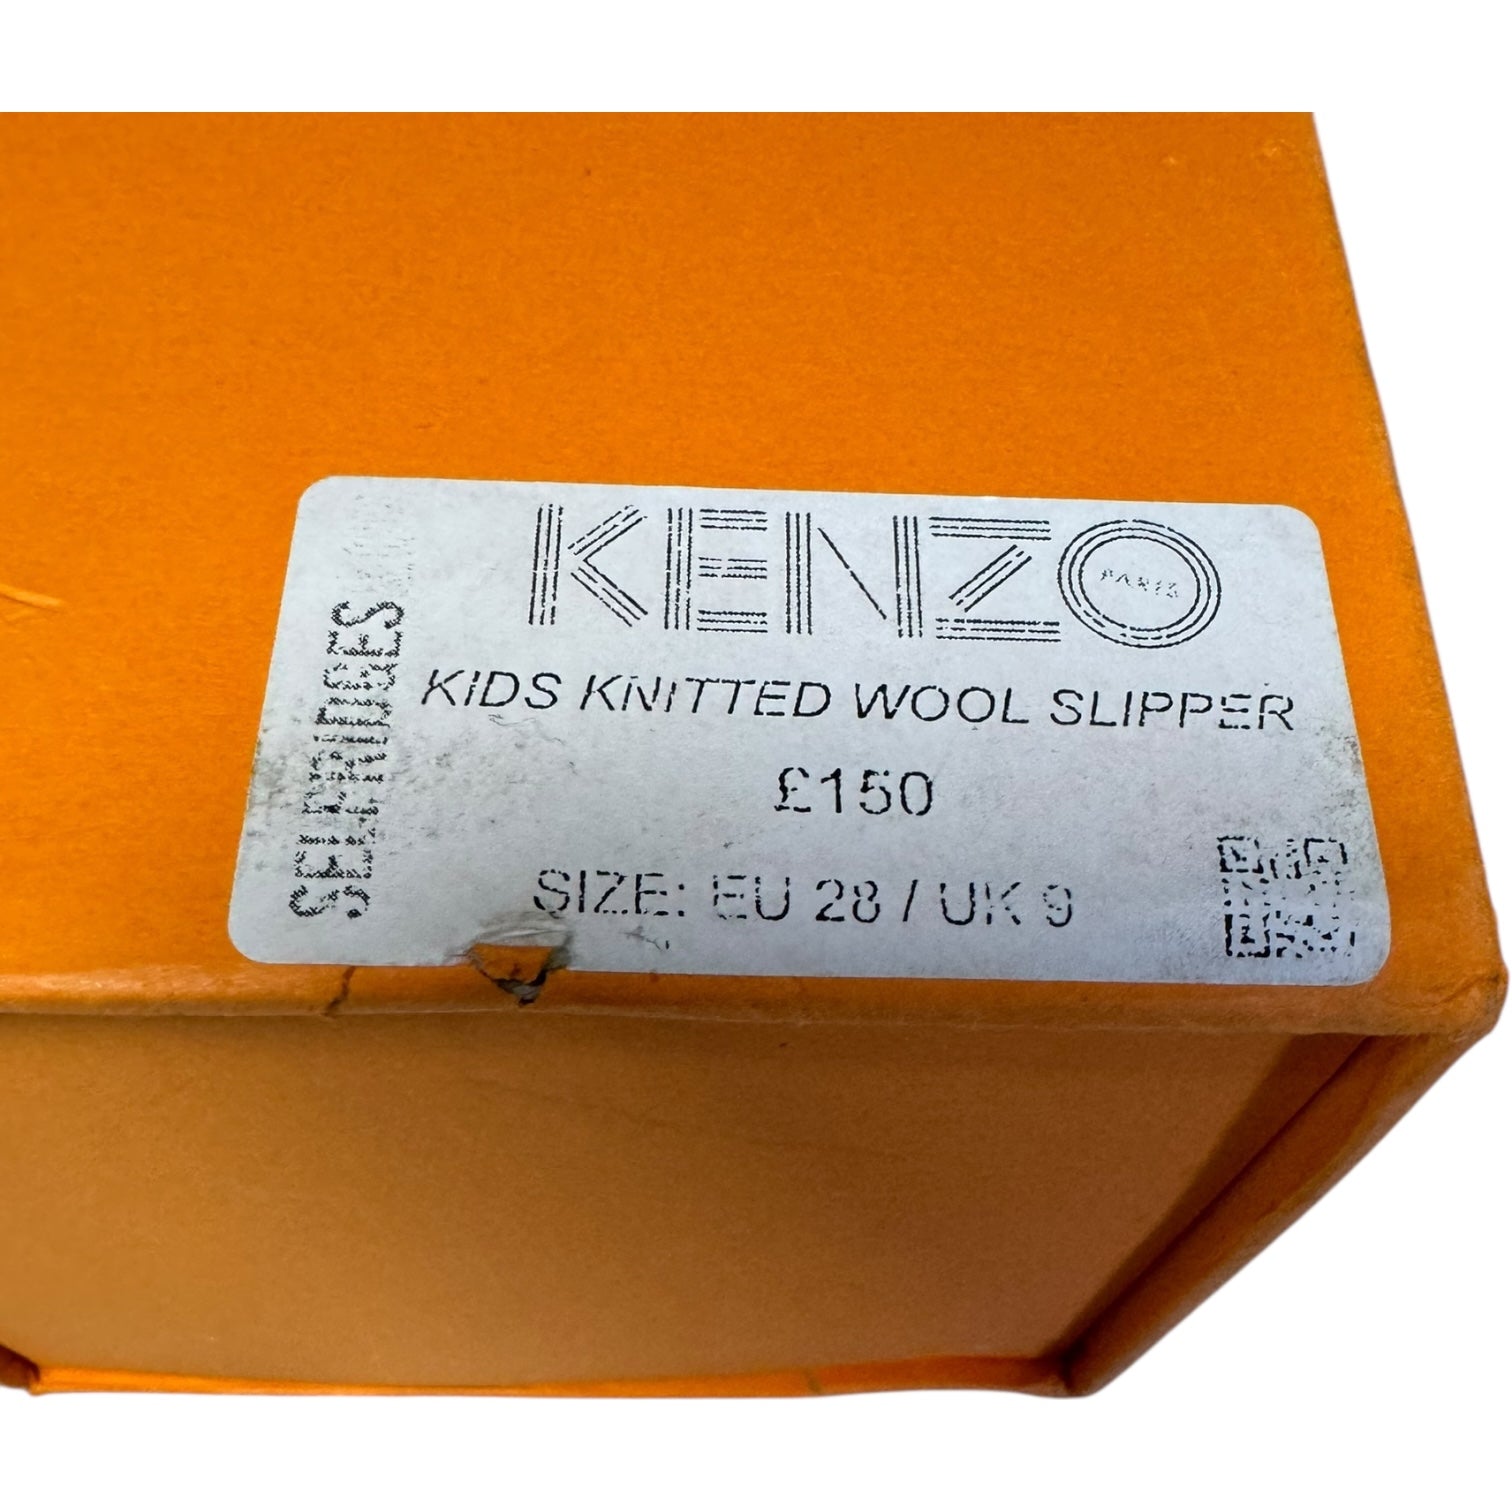 KENZO
PARIS
KIDS KNITTED WOOL SLIPPER
£150
SIZE: EU 28 / UK 9
SELFRIDGES